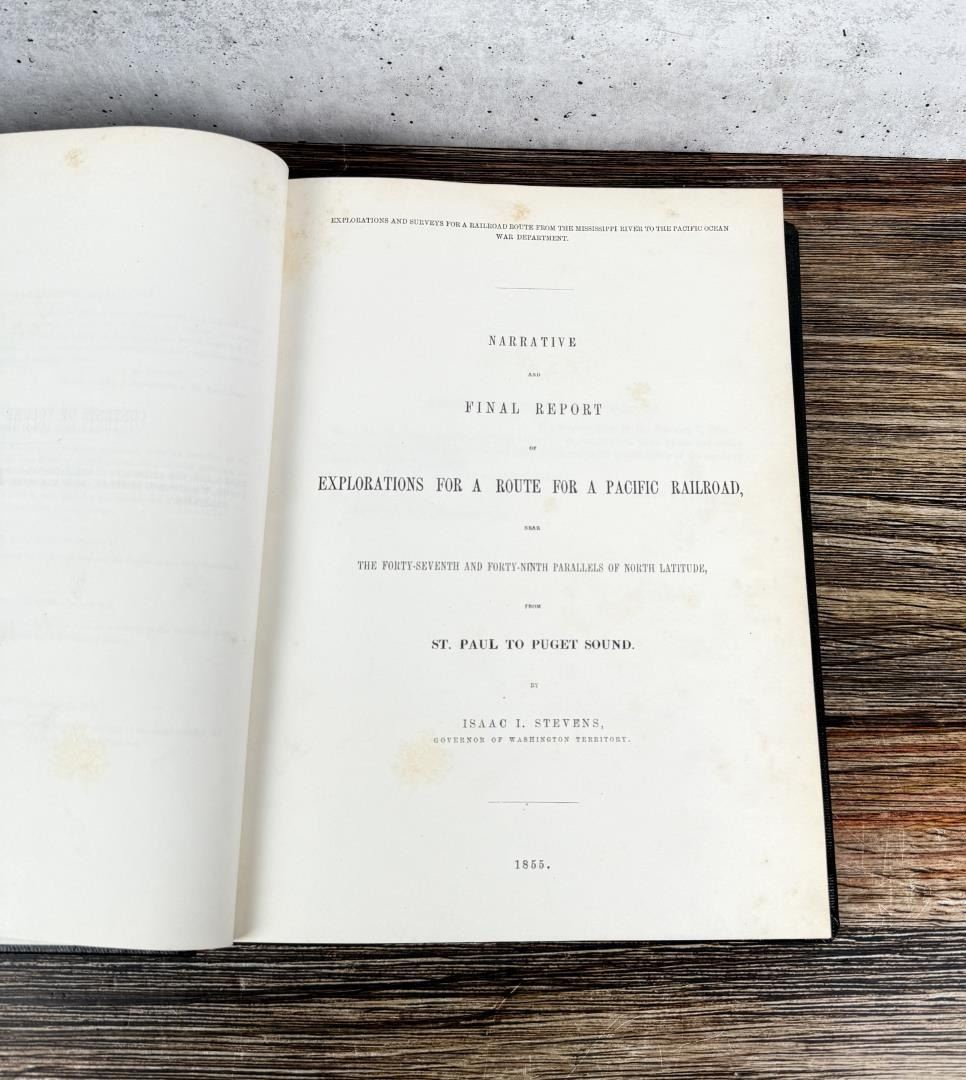 EXPLORATIONS AND SURVEYS FOR A RAILROAD ROUTE FROM THE MISSISSIPPI RIVER TO THE PACIFIC OCEAN
WAR DEPARTMENT.
NARRATIVE
AND
FINAL REPORT
OF
EXPLORATIONS FOR A ROUTE FOR A PACIFIC RAILROAD,
NEAR
THE FORTY-SEVENTH AND FORTY-NINTH PARALLELS OF NORTH LATITUDE,
FROM
ST. PAUL TO PUGET SOUND.
BY
ISAAC I. STEVENS,
GOVERNOR OF WASHINGTON TERRITORY.
1855.